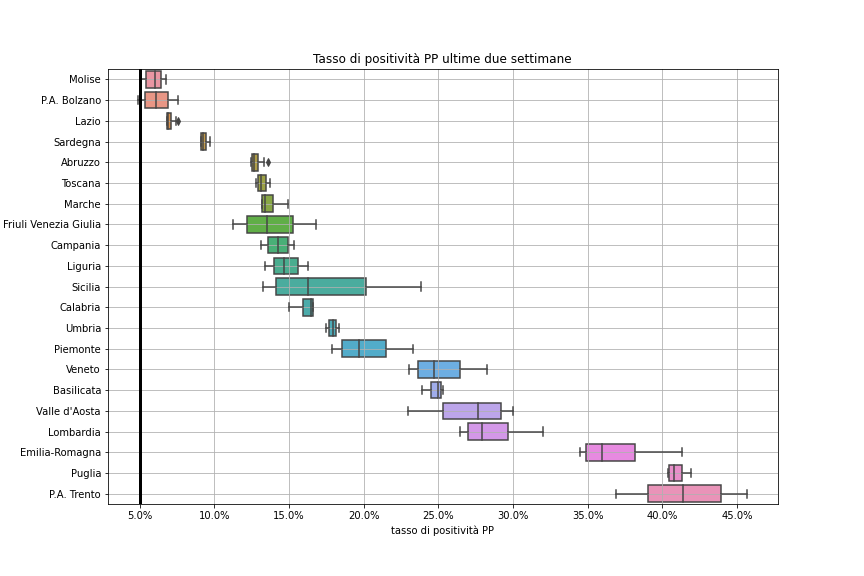 Tasso di positività PP ultime due settimane
Molise
P.A. Bolzano
Lazio
Sardegna
Abruzzo
Toscana
Marche
Friuli Venezia Giulia
Campania
Liguria
Sicilia
Calabria
Umbria
Piemonte
Veneto
Basilicata
Valle d'Aosta
Lombardia
Emilia-Romagna
Puglia
P.A. Trento
5.0% 10.0% 15.0% 20.0% 25.0% 30.0% 35.0% 40.0% 45.0%
tasso di positività PP